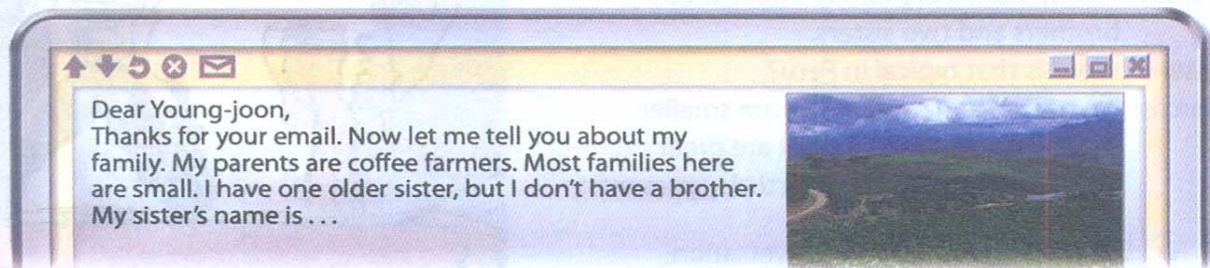 Dear Young-joon,
Thanks for your email. Now let me tell you about my
family. My parents are coffee farmers. Most families here
are small. I have one older sister, but I don't have a brother.
My sister's name is . . .